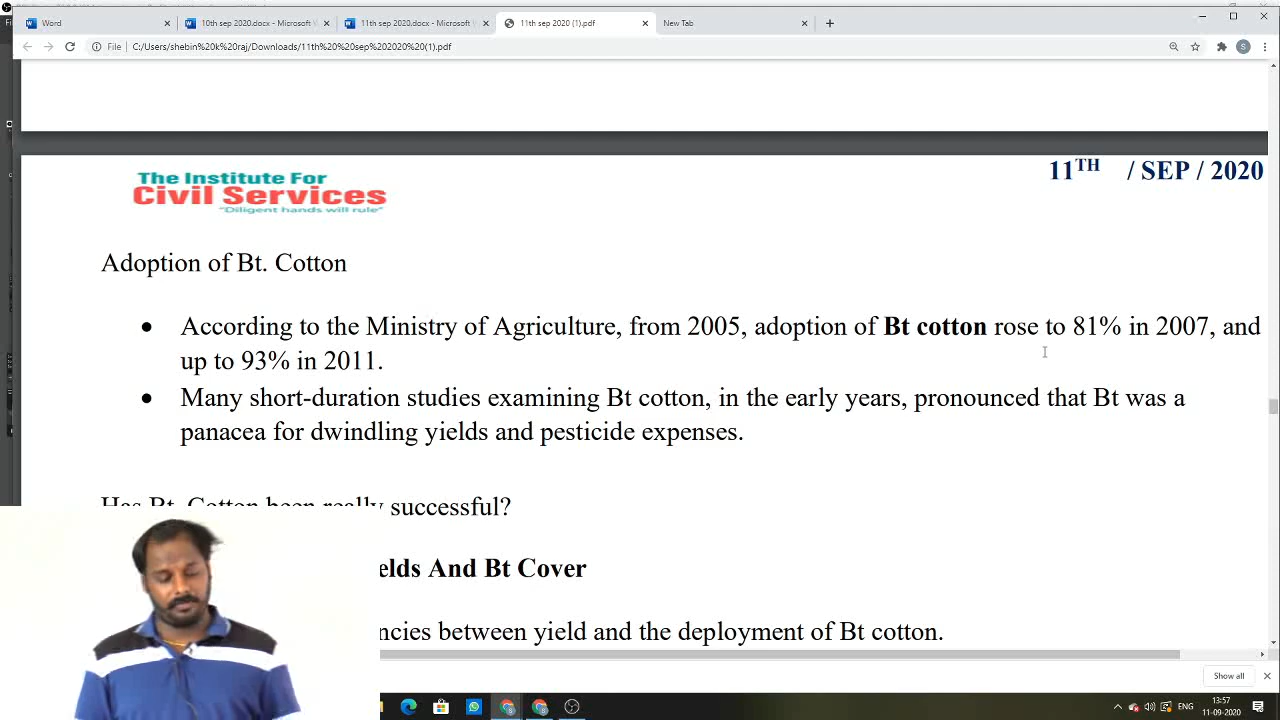 Word
10th sep 2020.docx - Microsoft
11th sep 2020.docx - Microsoft
11th sep 2020 (1).pdf
New Tab
File
C:/Users/shebin%20k%20raj/Downloads/11th%20%20sep%202020%20(1).pdf
S
The Institute For
Civil Services
"Diligent hands will rule"
11TH / SEP / 2020
Adoption of Bt. Cotton
According to the Ministry of Agriculture, from 2005, adoption of Bt cotton rose to 81% in 2007, and
up to 93% in 2011.
Many short-duration studies examining Bt cotton, in the early years, pronounced that Bt was a
panacea for dwindling yields and pesticide expenses.
Has Bt. Cotton been really successful?
elds And Bt Cover
ncies between yield and the deployment of Bt cotton.
Show all
ENG
13:57
11-09-2020